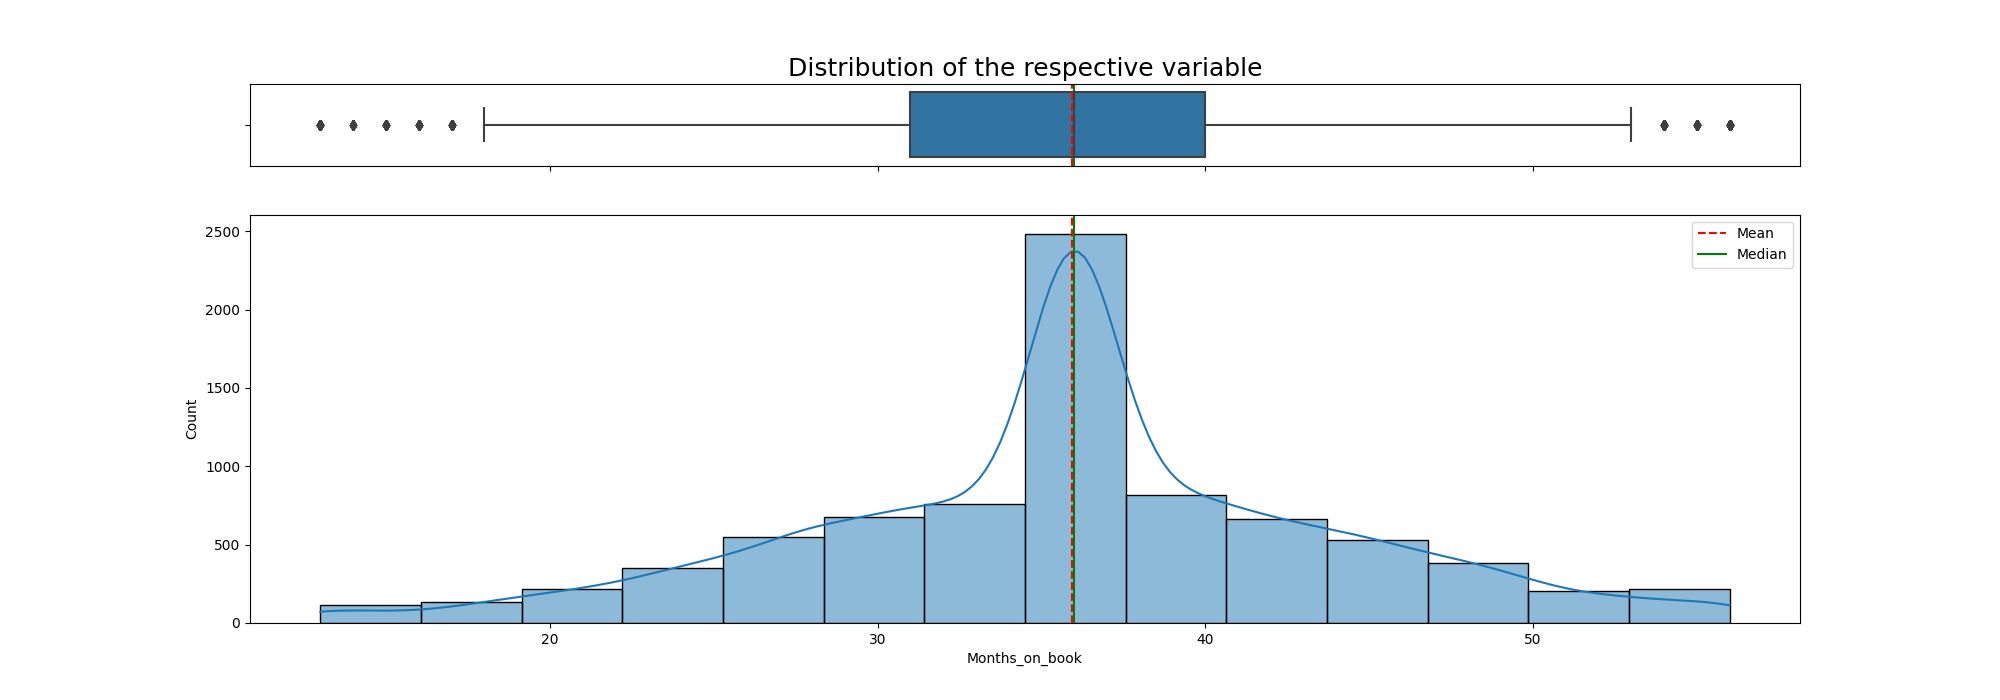 Distribution of the respective variable
2500
2000
1500
1000
500
0
Count
Mean
Median
20
30
40
50
Months_on_book